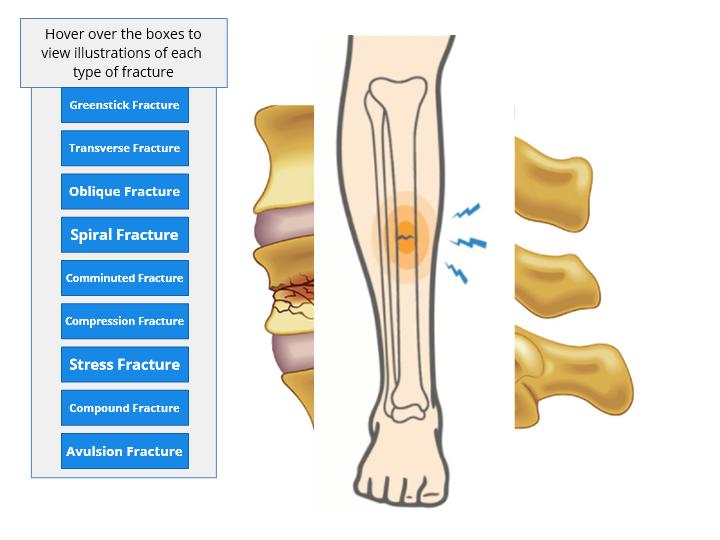 Hover over the boxes to
view illustrations of each
type of fracture
Greenstick Fracture
Transverse Fracture
Oblique Fracture
Spiral Fracture
Comminuted Fracture
Compression Fracture
Stress Fracture
Compound Fracture
Avulsion Fracture